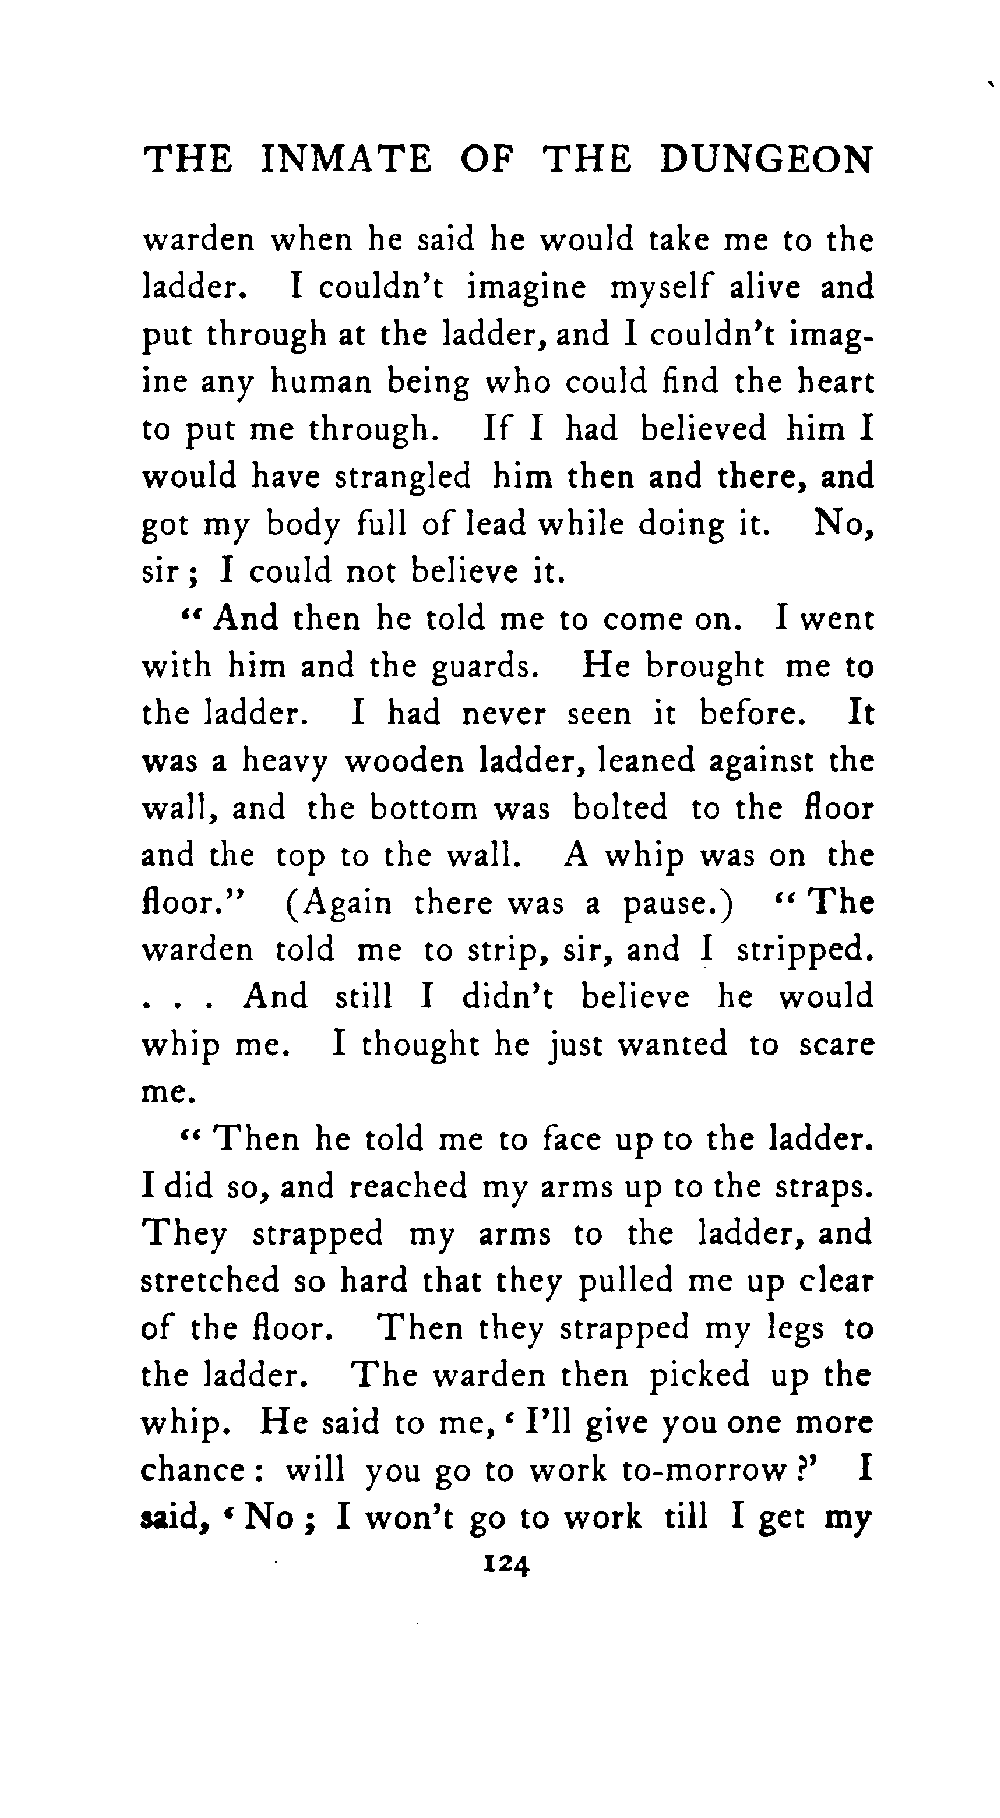 THE INMATE OF THE DUNGEON
warden when he said he would take me to the
ladder. I couldn't imagine myself alive and
put through at the ladder, and I couldn't imag-
ine any human being who could find the heart
to put me through. If I had believed him I
would have strangled him then and there, and
got my body full of lead while doing it. No,
sir ; I could not believe it.
“ And then he told me to come on. I went
with him and the guards. He brought me to
the ladder. I had never seen it before. It
was a heavy wooden ladder, leaned against the
wall, and the bottom was bolted to the floor
and the top to the wall. A whip was on the
floor.” (Again there was a pause.) “ The
warden told me to strip, sir, and I stripped.
. . . And still I didn't believe he would
whip me. I thought he just wanted to scare
me.
“ Then he told me to face up to the ladder.
I did so, and reached my arms up to the straps.
They strapped my arms to the ladder, and
stretched so hard that they pulled me up clear
of the floor. Then they strapped my legs to
the ladder. The warden then picked up the
whip. He said to me, ‘ I'll give you one more
chance : will you go to work to-morrow ?’ I
said, ‘ No ; I won't go to work till I get my
124